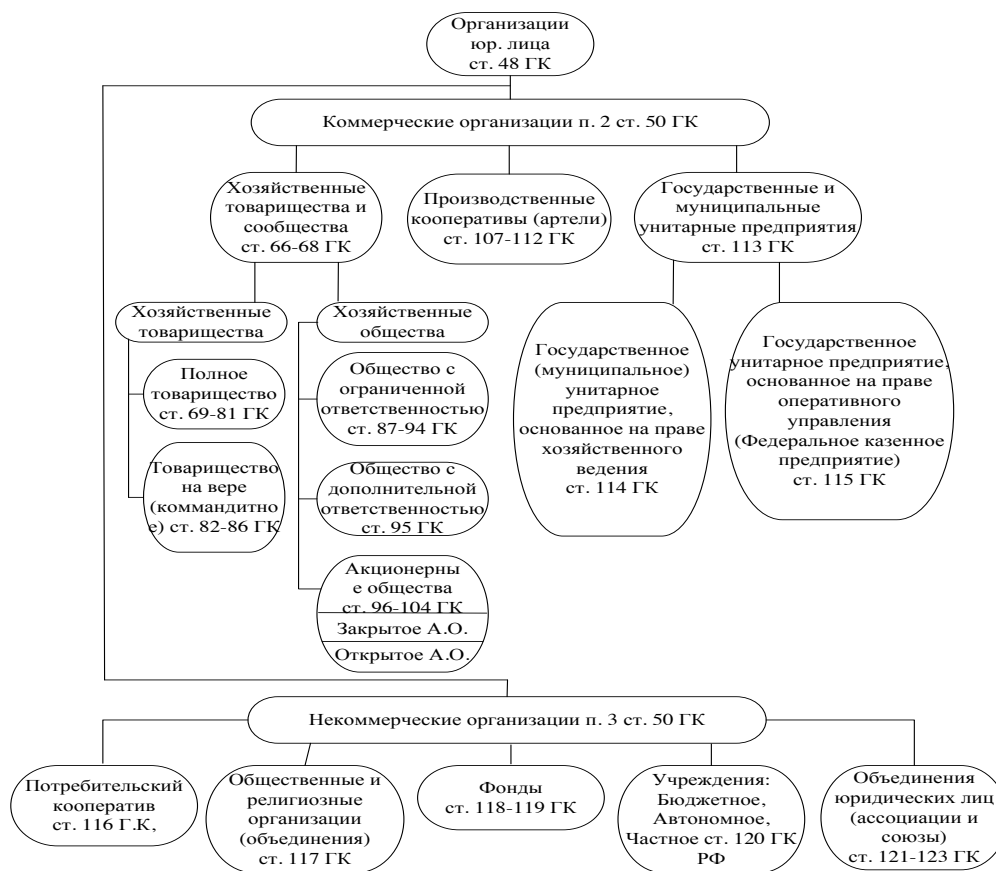 Организации
юр. лица
ст. 48 ГК
Коммерческие организации п. 2 ст. 50 ГК
Хозяйственные
товарищества и
сообщества
ст. 66-68 ГК
Производственные
кооперативы (артели)
ст. 107-112 ГК
Государственные и
муниципальные
унитарные предприятия
ст. 113 ГК
Хозяйственные
товарищества
Хозяйственные
общества
Полное
товарищество
ст. 69-81 ГК
Товарищество
на вере
(коммандитно
е) ст. 82-86 ГК
Общество с
ограниченной
ответственностью
ст. 87-94 ГК
Общество с
дополнительной
ответственностью
ст. 95 ГК
Акционерны
е общества
ст. 96-104 ГК
Закрытое А.О.
Открытое А.О.
Государственное
(муниципальное)
унитарное
предприятие,
основанное на праве
хозяйственного
ведения
ст. 114 ГК
Государственное
унитарное предприятие,
основанное на праве
оперативного
управления
(Федеральное казенное
предприятие)
ст. 115 ГК
Некоммерческие организации п. 3 ст. 50 ГК
Потребительский
кооператив
ст. 116 Г.К,
Общественные и
религиозные
организации
(объединения)
ст. 117 ГК
Фонды
ст. 118-119 ГК
Учреждения:
Бюджетное,
Автономное,
Частное ст. 120 ГК
РФ
Объединения
юридических лиц
(ассоциации и
союзы)
ст. 121-123 ГК